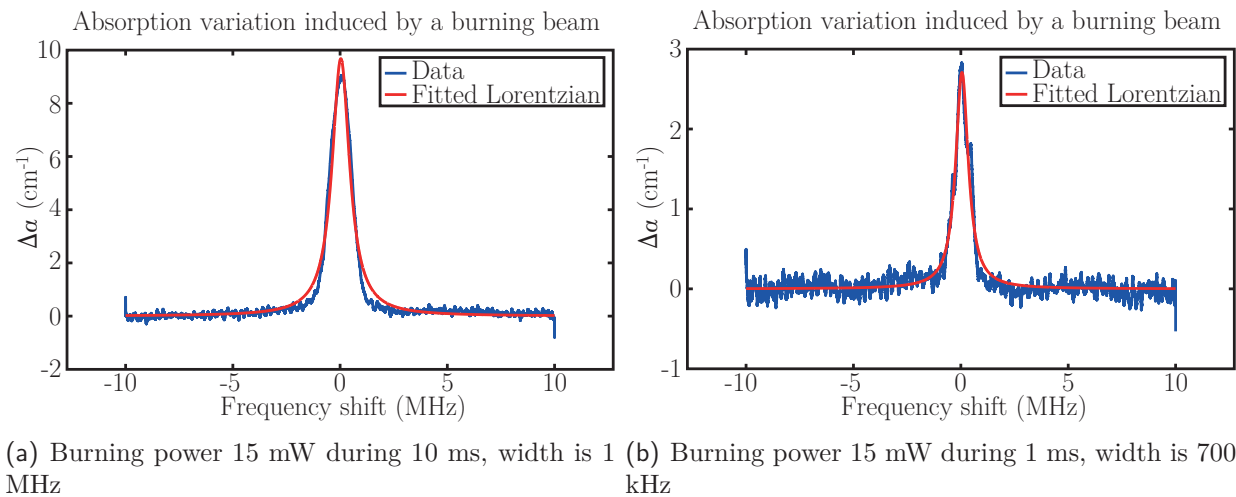 Absorption variation induced by a burning beam
10
8
6
4
2
0
-2
-10
-5
0
5
10
Δα (cm⁻¹)
Frequency shift (MHz)
Data
Fitted Lorentzian
(a) Burning power 15 mW during 10 ms, width is 1
MHz
Absorption variation induced by a burning beam
3
2
1
0
-1
-10
-5
0
5
10
Δα (cm⁻¹)
Frequency shift (MHz)
Data
Fitted Lorentzian
(b) Burning power 15 mW during 1 ms, width is 700
kHz